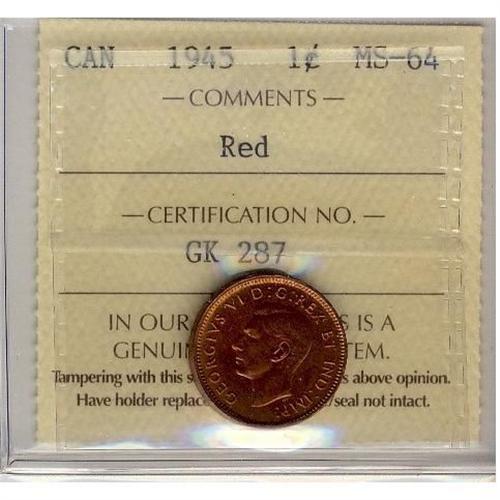 CAN 1945 1¢ MS-64
— COMMENTS —
Red
— CERTIFICATION NO. —
GK 287
IN OUR S IS A
GENUIN TEM.
Tampering with this s s above opinion.
Have holder replac /seal not intact.
GEORGIVS VI D:G:REX ET IND:IMP: